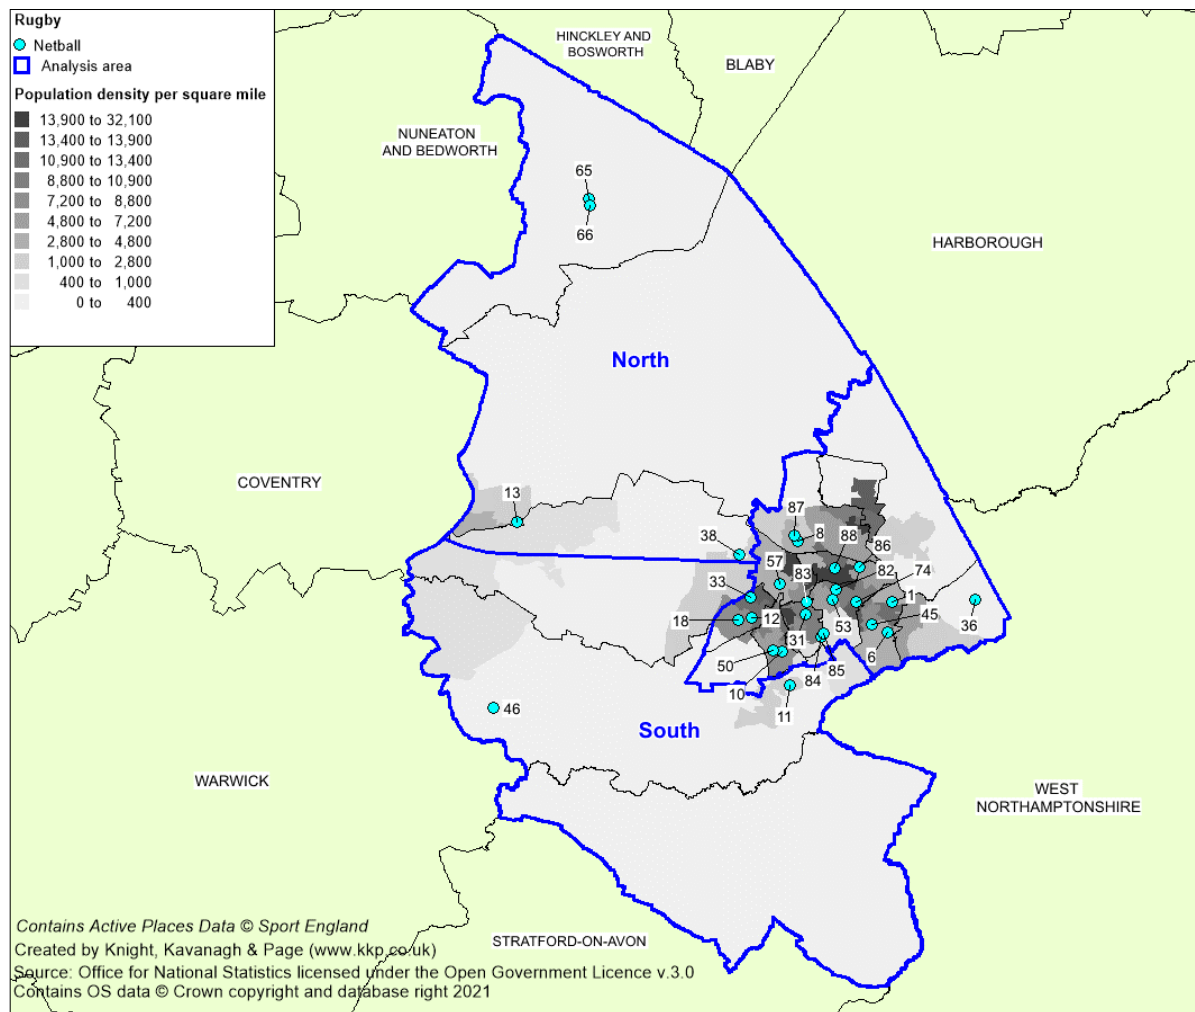 Rugby
Netball
Analysis area
Population density per square mile
13,900 to 32,100
13,400 to 13,900
10,900 to 13,400
8,800 to 10,900
7,200 to 8,800
4,800 to 7,200
2,800 to 4,800
1,000 to 2,800
400 to 1,000
0 to 400
HINCKLEY AND
BOSWORTH
BLABY
NUNEATON
AND BEDWORTH
65
66
HARBOROUGH
North
COVENTRY
13
87
8
38
88
86
57
83
82
74
33
1
18
12
45
36
31
53
50
6
10
84
85
11
46
South
WARWICK
WEST
NORTHAMPTONSHIRE
STRATFORD-ON-AVON
Contains Active Places Data © Sport England
Created by Knight, Kavanagh & Page (www.kkp.co.uk)
Source: Office for National Statistics licensed under the Open Government Licence v.3.0
Contains OS data © Crown copyright and database right 2021